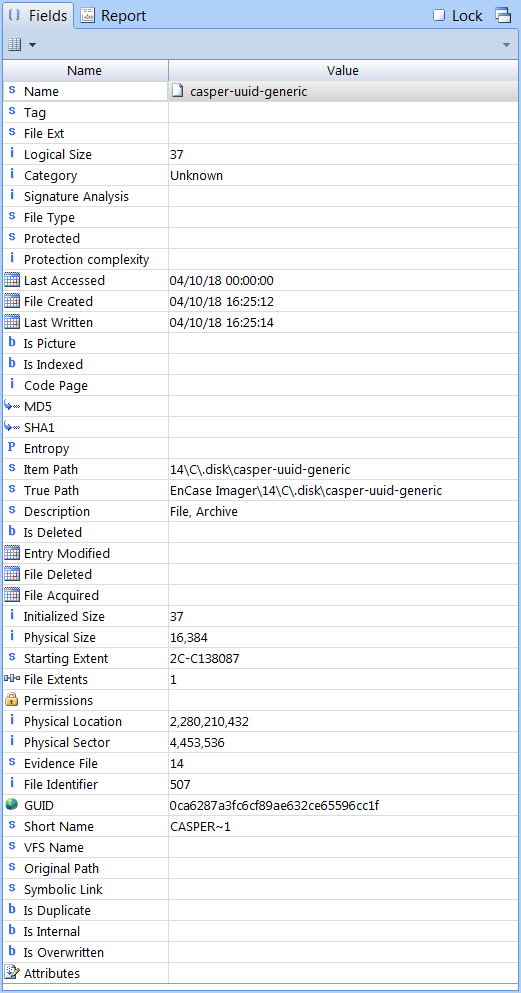 Fields Report Lock
Name Value
Name casper-uuid-generic
Tag
File Ext
Logical Size 37
Category Unknown
Signature Analysis
File Type
Protected
Protection complexity
Last Accessed 04/10/18 00:00:00
File Created 04/10/18 16:25:12
Last Written 04/10/18 16:25:14
Is Picture
Is Indexed
Code Page
MD5
SHA1
Entropy
Item Path 14\C\.disk\casper-uuid-generic
True Path EnCase Imager\14\C\.disk\casper-uuid-generic
Description File, Archive
Is Deleted
Entry Modified
File Deleted
File Acquired
Initialized Size 37
Physical Size 16,384
Starting Extent 2C-C138087
File Extents 1
Permissions
Physical Location 2,280,210,432
Physical Sector 4,453,536
Evidence File 14
File Identifier 507
GUID 0ca6287a3fc6cf89ae632ce65596cc1f
Short Name CASPER~1
VFS Name
Original Path
Symbolic Link
Is Duplicate
Is Internal
Is Overwritten
Attributes